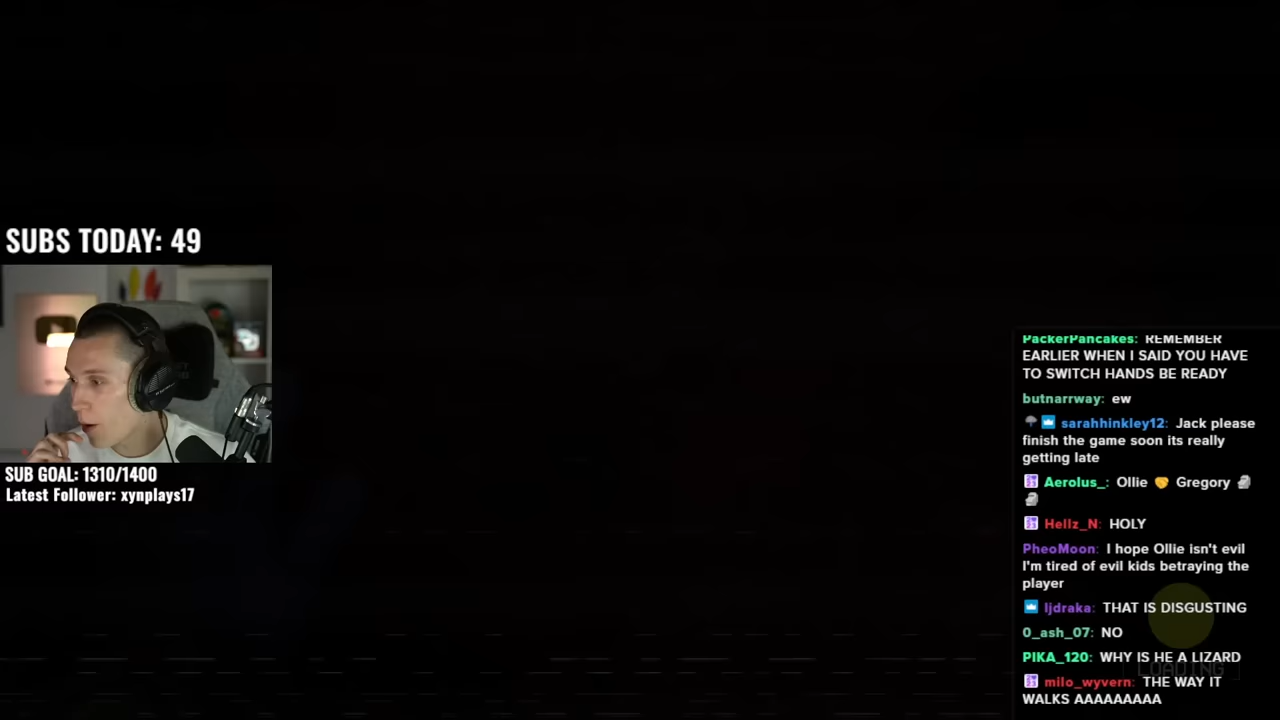 SUBS TODAY: 49
SUB GOAL: 1310/1400
Latest Follower: xynplays17
PackerPancakes: REMEMBER
EARLIER WHEN I SAID YOU HAVE
TO SWITCH HANDS BE READY
butnarrway: ew
sarahhinkley12: Jack please
finish the game soon its really
getting late
Aerolus_: Ollie 🤝 Gregory 🗿
🗿
Hellz_N: HOLY
PheoMoon: I hope Ollie isn't evil
I'm tired of evil kids betraying the
player
ljdraka: THAT IS DISGUSTING
0_ash_07: NO
PIKA_120: WHY IS HE A LIZARD
LOADING
milo_wyvern: THE WAY IT
WALKS AAAAAAAAA